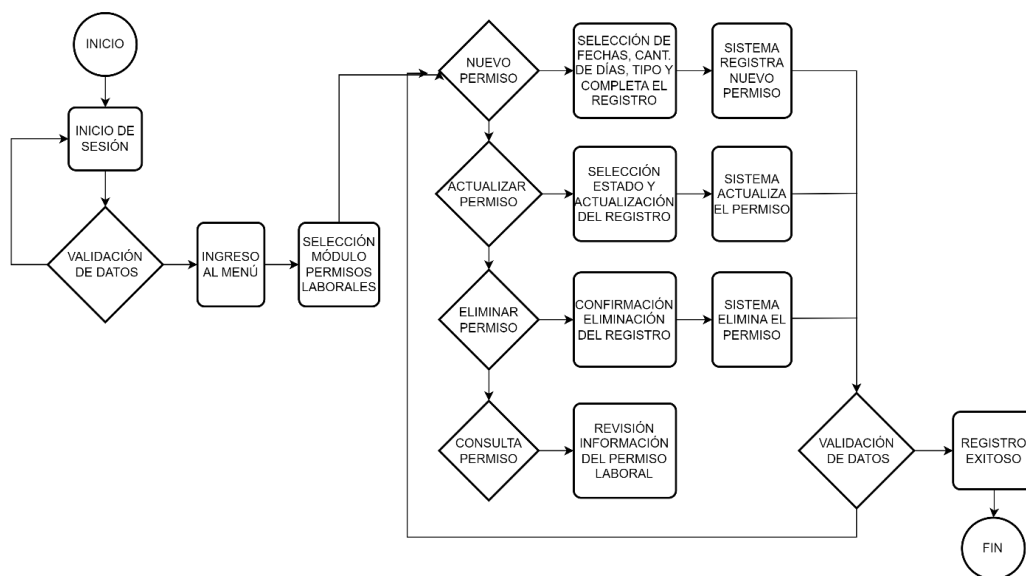 INICIO
INICIO DE
SESIÓN
VALIDACIÓN
DE DATOS
INGRESO
AL MENÚ
SELECCIÓN
MÓDULO
PERMISOS
LABORALES
NUEVO
PERMISO
SELECCIÓN DE
FECHAS, CANT.
DE DÍAS, TIPO Y
COMPLETA EL
REGISTRO
SISTEMA
REGISTRA
NUEVO
PERMISO
ACTUALIZAR
PERMISO
SELECCIÓN
ESTADO Y
ACTUALIZACIÓN
DEL REGISTRO
SISTEMA
ACTUALIZA
EL PERMISO
ELIMINAR
PERMISO
CONFIRMACIÓN
ELIMINACIÓN
DEL REGISTRO
SISTEMA
ELIMINA EL
PERMISO
CONSULTA
PERMISO
REVISIÓN
INFORMACIÓN
DEL PERMISO
LABORAL
VALIDACIÓN
DE DATOS
REGISTRO
EXITOSO
FIN